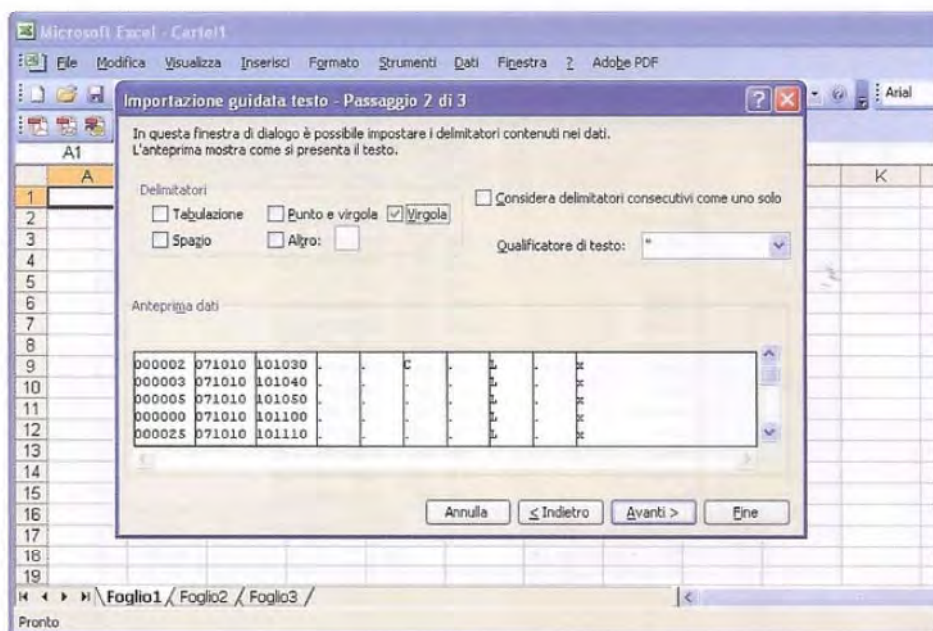 Microsoft Excel - Cartel1
File Modifica Visualizza Inserisci Formato Strumenti Dati Finestra ? Adobe PDF
Arial
Importazione guidata testo - Passaggio 2 di 3
In questa finestra di dialogo è possibile impostare i delimitatori contenuti nei dati.
L'anteprima mostra come si presenta il testo.
A1
A K
Delimitatori
Tabulazione Punto e virgola Virgola
Spazio Altro:
Considera delimitatori consecutivi come uno solo
Qualificatore di testo: "
Anteprima dati
000002 071010 101030 . . C . L . x
000003 071010 101040 . . . . L . x
000005 071010 101050 . . . . L . x
000000 071010 101100 . . . . L . x
000025 071010 101110 . . . . L . x
Annulla < Indietro Avanti > Fine
1
2
3
4
5
6
7
8
9
10
11
12
13
14
15
16
17
18
19
Foglio1 / Foglio2 / Foglio3 /
Pronto